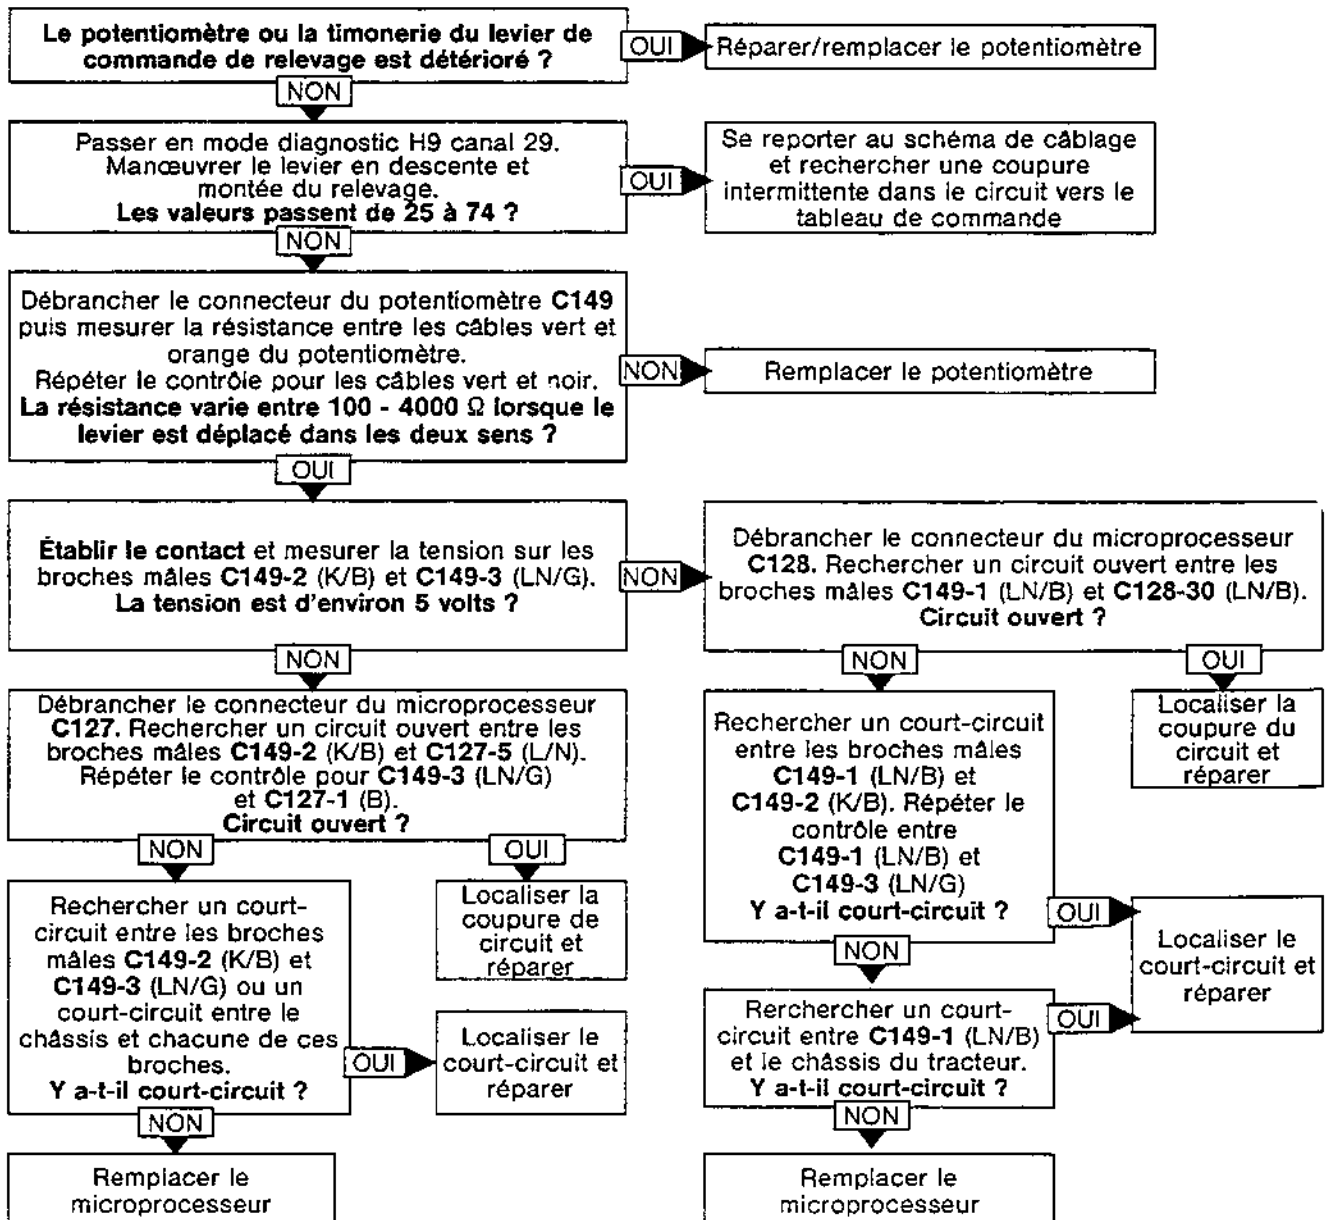 Le potentiomètre ou la timonerie du levier de
commande de relevage est détérioré ?
OUI
Réparer/remplacer le potentiomètre
NON
Passer en mode diagnostic H9 canal 29.
Manœuvrer le levier en descente et
montée du relevage.
Les valeurs passent de 25 à 74 ?
OUI
Se reporter au schéma de câblage
et rechercher une coupure
intermittente dans le circuit vers le
tableau de commande
NON
Débrancher le connecteur du potentiomètre C149
puis mesurer la résistance entre les câbles vert et
orange du potentiomètre.
Répéter le contrôle pour les câbles vert et noir.
La résistance varie entre 100 - 4000 Ω lorsque le
levier est déplacé dans les deux sens ?
NON
Remplacer le potentiomètre
OUI
Établir le contact et mesurer la tension sur les
broches mâles C149-2 (K/B) et C149-3 (LN/G).
La tension est d'environ 5 volts ?
NON
Débrancher le connecteur du microprocesseur
C128. Rechercher un circuit ouvert entre les
broches mâles C149-1 (LN/B) et C128-30 (LN/B).
Circuit ouvert ?
NON
Débrancher le connecteur du microprocesseur
C127. Rechercher un circuit ouvert entre les
broches mâles C149-2 (K/B) et C127-5 (L/N).
Répéter le contrôle pour C149-3 (LN/G)
et C127-1 (B).
Circuit ouvert ?
NON
OUI
Rechercher un court-circuit
entre les broches mâles
C149-1 (LN/B) et
C149-2 (K/B). Répéter le
contrôle entre
C149-1 (LN/B) et
C149-3 (LN/G)
Y a-t-il court-circuit ?
Localiser la
coupure du
circuit et
réparer
NON
OUI
Rechercher un court-
circuit entre les broches
mâles C149-2 (K/B) et
C149-3 (LN/G) ou un
court-circuit entre le
châssis et chacune de ces
broches.
Y a-t-il court-circuit ?
Localiser la
coupure de
circuit et
réparer
OUI
Localiser le
court-circuit et
réparer
NON
Rerchercher un court-
circuit entre C149-1 (LN/B)
et le châssis du tracteur.
Y a-t-il court-circuit ?
OUI
OUI
Localiser le
court-circuit et
réparer
NON
NON
Remplacer le
microprocesseur
Remplacer le
microprocesseur